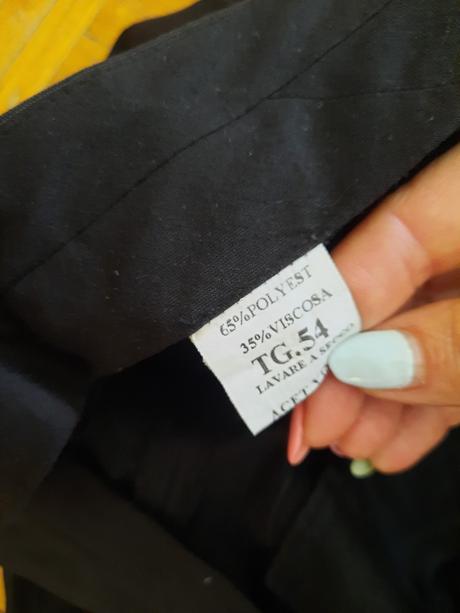 65%POLYEST
35%VISCOSA
TG.54
LAVARE A SECCO